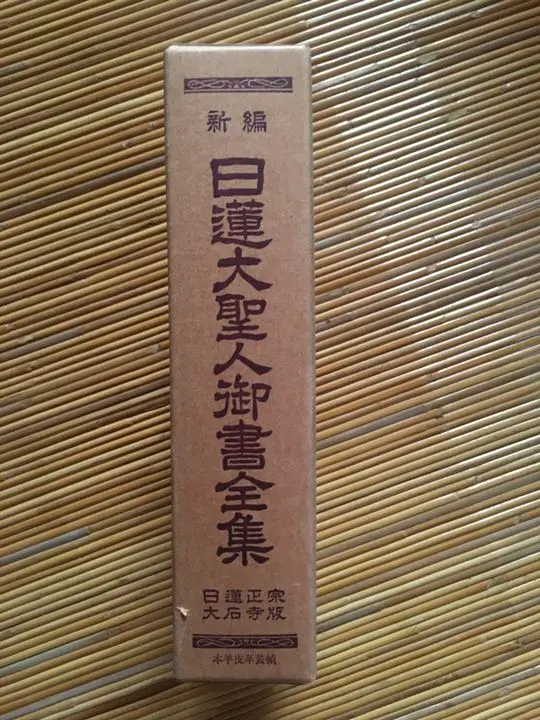 新編
日蓮大聖人御書全集
日蓮正宗
大石寺版
本羊皮革装幀